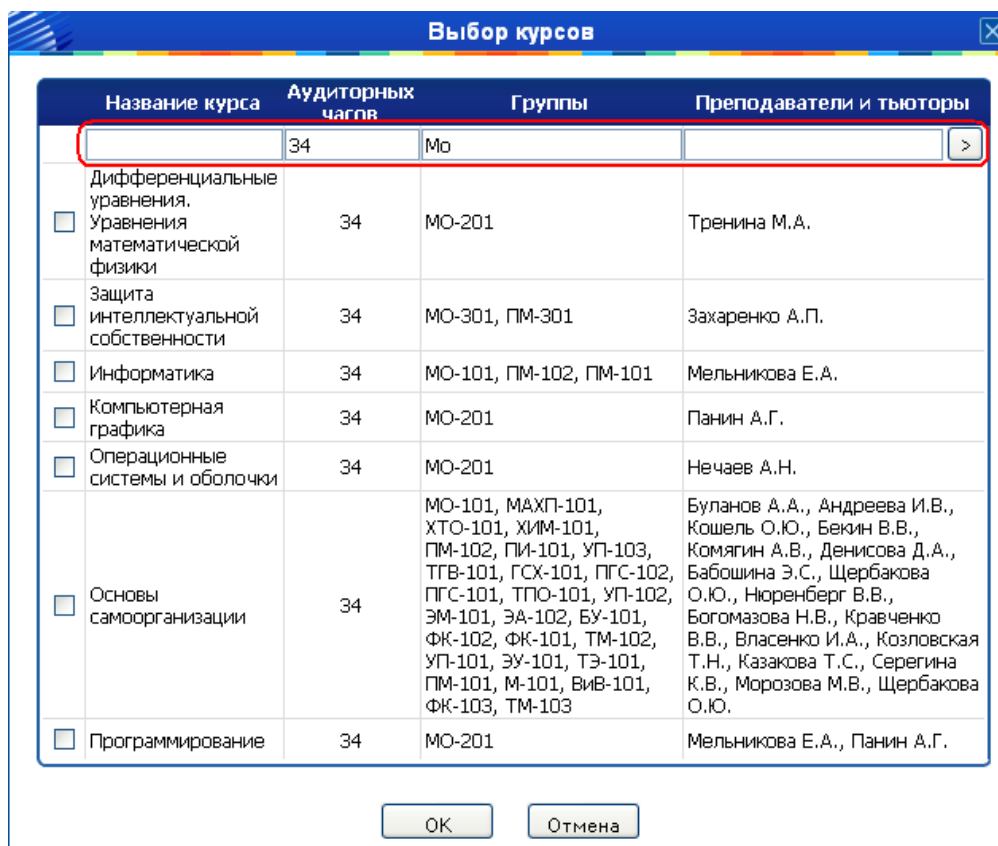 Выбор курсов
Название курса
Аудиторных
часов
Группы
Преподаватели и тьюторы
34
Мо
>
Дифференциальные
уравнения.
Уравнения
математической
физики
34
МО-201
Тренина М.А.
Защита
интеллектуальной
собственности
34
МО-301, ПМ-301
Захаренко А.П.
Информатика
34
МО-101, ПМ-102, ПМ-101
Мельникова Е.А.
Компьютерная
графика
34
МО-201
Панин А.Г.
Операционные
системы и оболочки
34
МО-201
Нечаев А.Н.
Основы
самоорганизации
34
МО-101, МАХП-101,
ХТО-101, ХИМ-101,
ПМ-102, ПИ-101, УП-103,
ТГВ-101, ГСХ-101, ПГС-102,
ПГС-101, ТПО-101, УП-102,
ЭМ-101, ЭА-102, БУ-101,
ФК-102, ФК-101, ТМ-102,
УП-101, ЭУ-101, ТЭ-101,
ПМ-101, М-101, ВиВ-101,
ФК-103, ТМ-103
Буланов А.А., Андреева И.В.,
Кошель О.Ю., Бекин В.В.,
Комягин А.В., Денисова Д.А.,
Бабошина Э.С., Щербакова
О.Ю., Нюренберг В.В.,
Богомазова Н.В., Кравченко
В.В., Власенко И.А., Козловская
Т.Н., Казакова Т.С., Серегина
К.В., Морозова М.В., Щербакова
О.Ю.
Программирование
34
МО-201
Мельникова Е.А., Панин А.Г.
ОК
Отмена